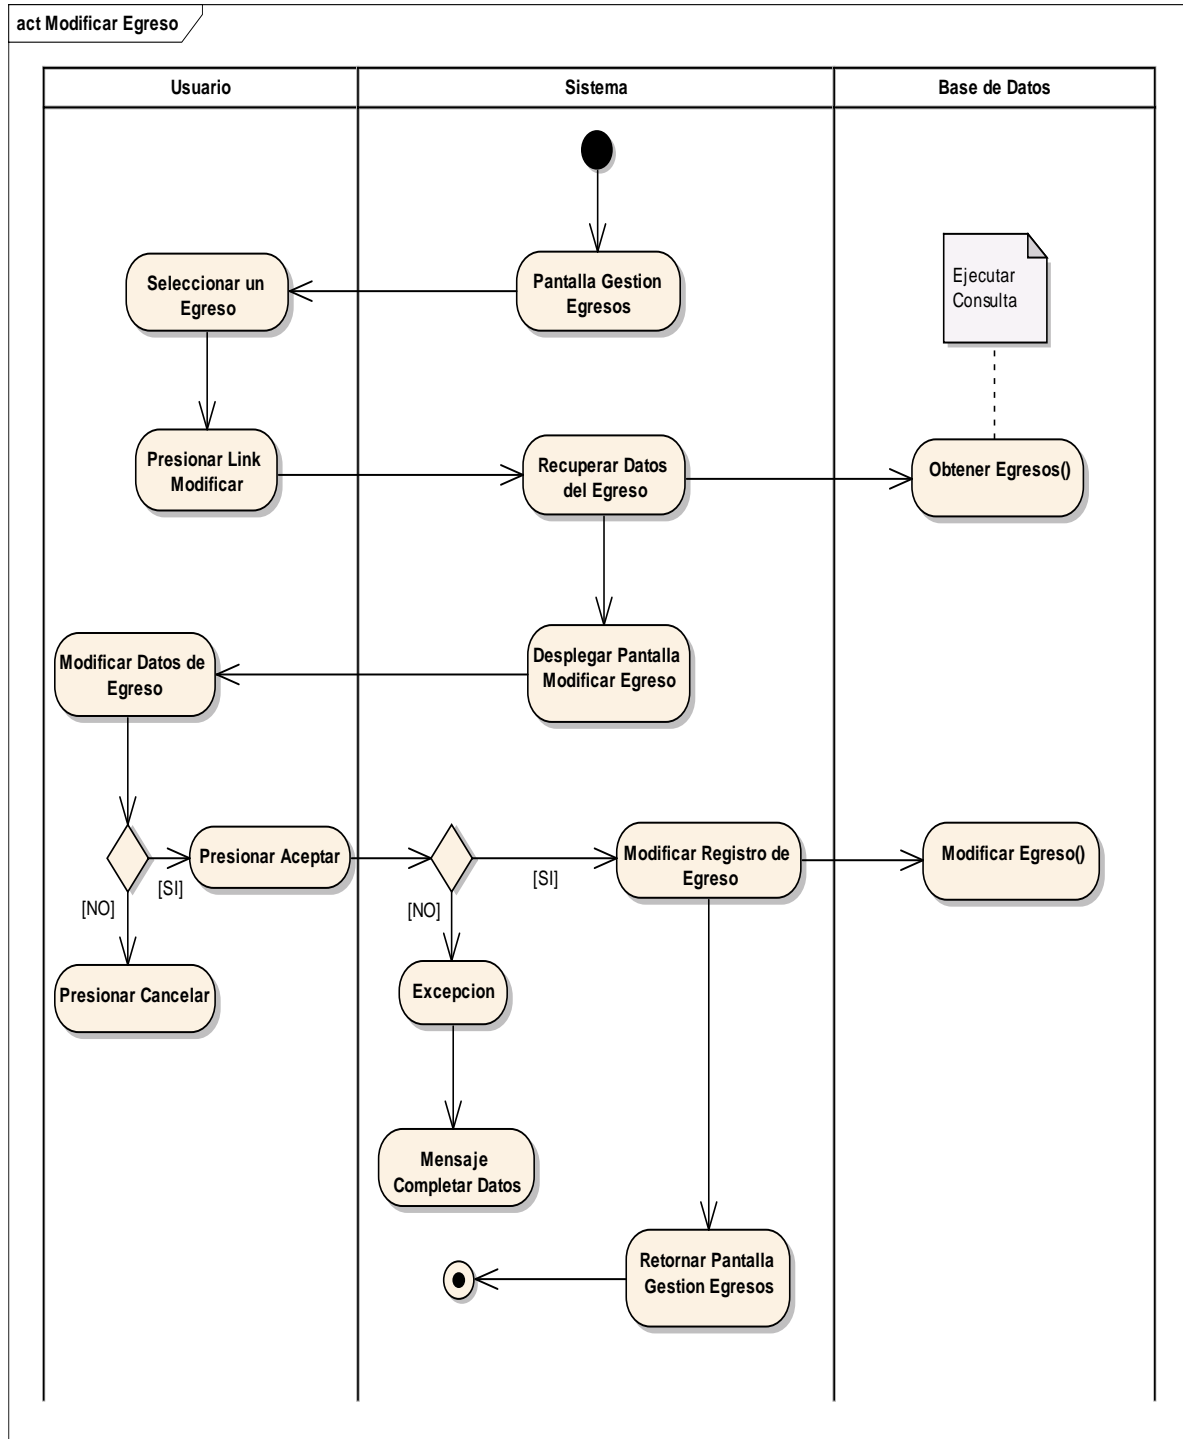 act Modificar Egreso
Usuario
Sistema
Base de Datos
Seleccionar un
Egreso
Pantalla Gestion
Egresos
Ejecutar
Consulta
Presionar Link
Modificar
Recuperar Datos
del Egreso
Obtener Egresos()
Modificar Datos de
Egreso
Desplegar Pantalla
Modificar Egreso
Presionar Aceptar
[SI]
[NO]
Presionar Cancelar
[SI]
[NO]
Modificar Registro de
Egreso
Modificar Egreso()
Excepcion
Mensaje
Completar Datos
Retornar Pantalla
Gestion Egresos